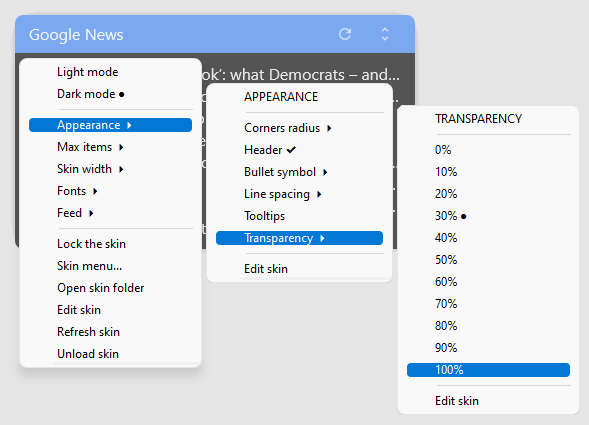 Google News
ok’: what Democrats – and...
Light mode
Dark mode ●
Appearance
Max items
Skin width
Fonts
Feed
Lock the skin
Skin menu...
Open skin folder
Edit skin
Refresh skin
Unload skin
APPEARANCE
Corners radius
Header ✓
Bullet symbol
Line spacing
Tooltips
Transparency
Edit skin
TRANSPARENCY
0%
10%
20%
30% ●
40%
50%
60%
70%
80%
90%
100%
Edit skin